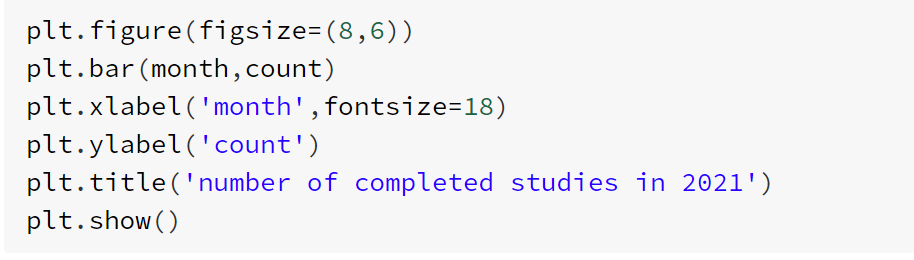 plt.figure(figsize=(8,6))
plt.bar(month,count)
plt.xlabel('month',fontsize=18)
plt.ylabel('count')
plt.title('number of completed studies in 2021')
plt.show()